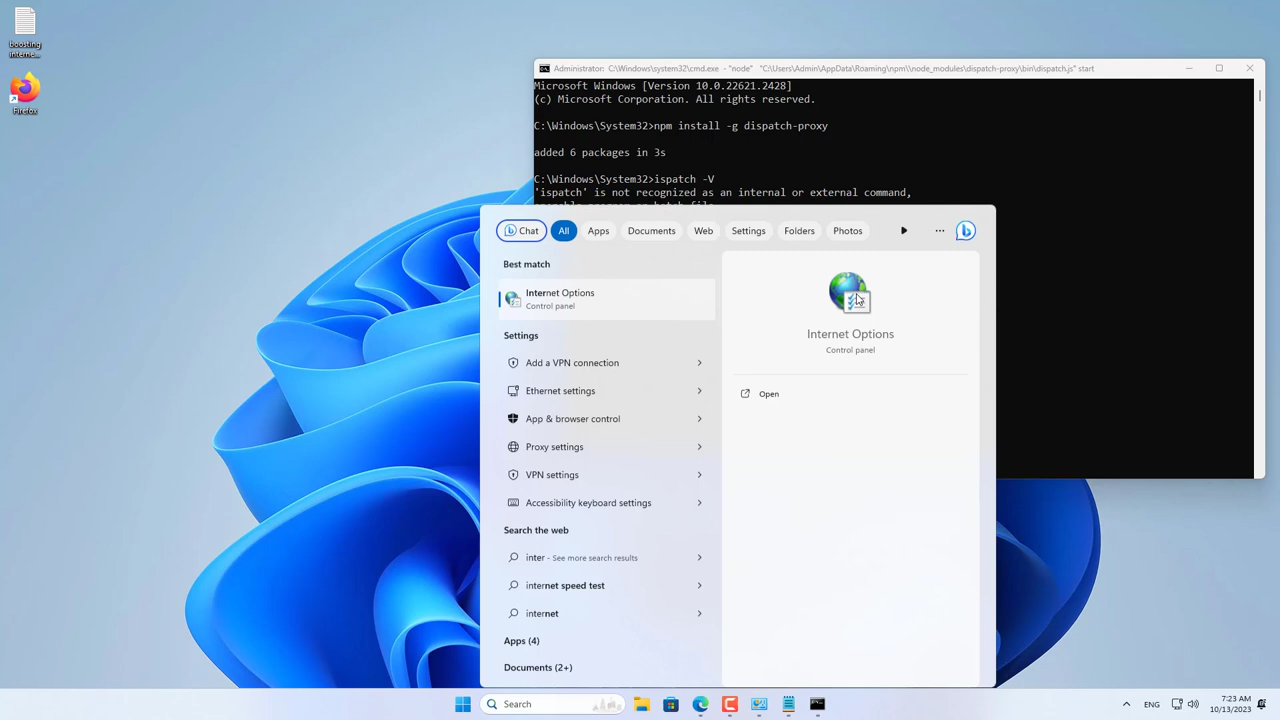 boosting
interne...
Firefox
Administrator: C:\Windows\system32\cmd.exe - "node" "C:\Users\Admin\AppData\Roaming\npm\\node_modules\dispatch-proxy\bin\dispatch.js" start
Microsoft Windows [Version 10.0.22621.2428]
(c) Microsoft Corporation. All rights reserved.
C:\Windows\System32>npm install -g dispatch-proxy
added 6 packages in 3s
C:\Windows\System32>ispatch -V
'ispatch' is not recognized as an internal or external command,
Chat
All
Apps
Documents
Web
Settings
Folders
Photos
Best match
Internet Options
Control panel
Settings
Add a VPN connection
Ethernet settings
App & browser control
Proxy settings
VPN settings
Accessibility keyboard settings
Search the web
inter - See more search results
internet speed test
internet
Apps (4)
Documents (2+)
Internet Options
Control panel
Open
Search
ENG
7:23 AM
10/13/2023